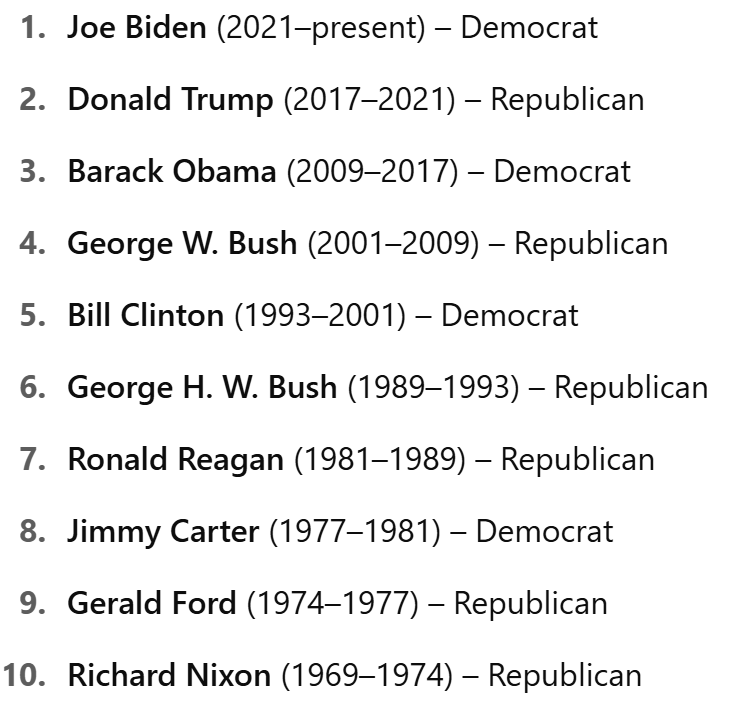 1. Joe Biden (2021–present) – Democrat
2. Donald Trump (2017–2021) – Republican
3. Barack Obama (2009–2017) – Democrat
4. George W. Bush (2001–2009) – Republican
5. Bill Clinton (1993–2001) – Democrat
6. George H. W. Bush (1989–1993) – Republican
7. Ronald Reagan (1981–1989) – Republican
8. Jimmy Carter (1977–1981) – Democrat
9. Gerald Ford (1974–1977) – Republican
10. Richard Nixon (1969–1974) – Republican